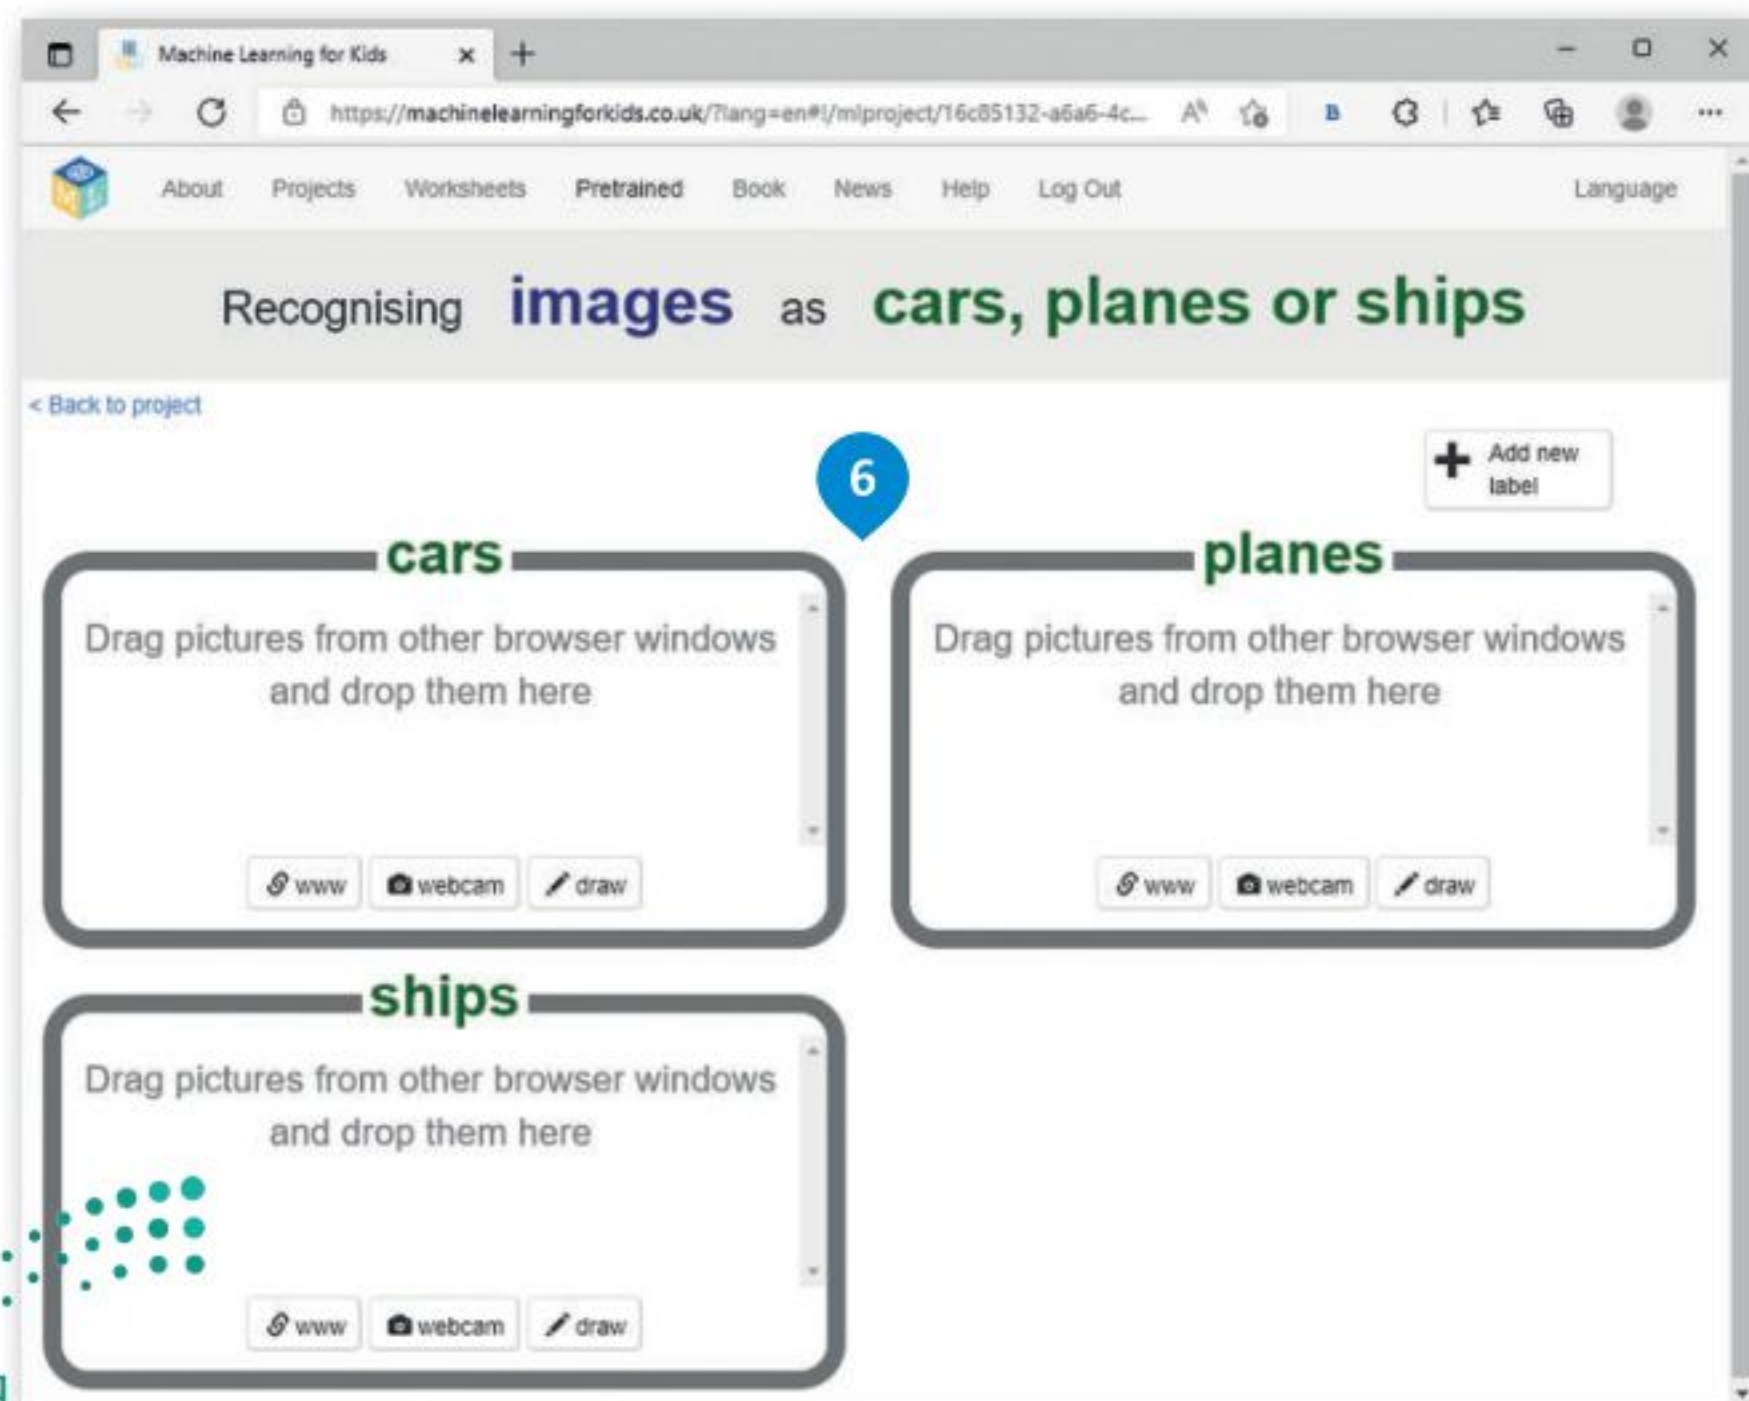 Machine Learning for Kids
https://machinelearningforkids.co.uk/?lang=en#!/mlproject/16c85132-a6a6-4c...
About Projects Worksheets Pretrained Book News Help Log Out Language
Recognising images as cars, planes or ships
< Back to project
6
Add new
label
cars
Drag pictures from other browser windows
and drop them here
www webcam draw
planes
Drag pictures from other browser windows
and drop them here
www webcam draw
ships
Drag pictures from other browser windows
and drop them here
www webcam draw